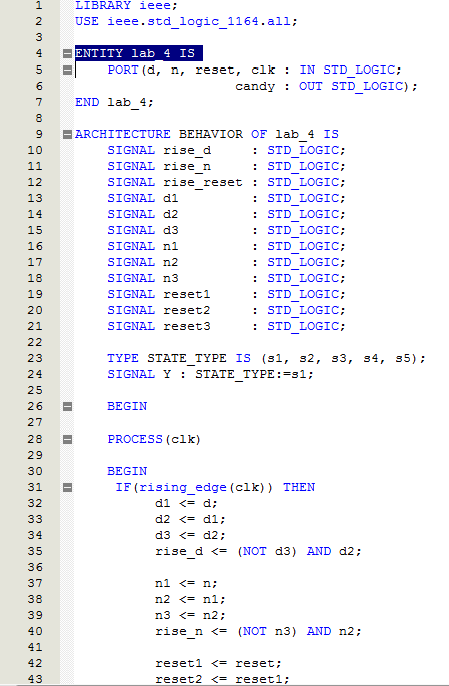 1 LIBRARY ieee;
2 USE ieee.std_logic_1164.all;
3
4 ENTITY lab_4 IS
5 PORT(d, n, reset, clk : IN STD_LOGIC;
6 candy : OUT STD_LOGIC);
7 END lab_4;
8
9 ARCHITECTURE BEHAVIOR OF lab_4 IS
10 SIGNAL rise_d : STD_LOGIC;
11 SIGNAL rise_n : STD_LOGIC;
12 SIGNAL rise_reset : STD_LOGIC;
13 SIGNAL d1 : STD_LOGIC;
14 SIGNAL d2 : STD_LOGIC;
15 SIGNAL d3 : STD_LOGIC;
16 SIGNAL n1 : STD_LOGIC;
17 SIGNAL n2 : STD_LOGIC;
18 SIGNAL n3 : STD_LOGIC;
19 SIGNAL reset1 : STD_LOGIC;
20 SIGNAL reset2 : STD_LOGIC;
21 SIGNAL reset3 : STD_LOGIC;
22
23 TYPE STATE_TYPE IS (s1, s2, s3, s4, s5);
24 SIGNAL Y : STATE_TYPE:=s1;
25
26 BEGIN
27
28 PROCESS(clk)
29
30 BEGIN
31 IF(rising_edge(clk)) THEN
32 d1 <= d;
33 d2 <= d1;
34 d3 <= d2;
35 rise_d <= (NOT d3) AND d2;
36
37 n1 <= n;
38 n2 <= n1;
39 n3 <= n2;
40 rise_n <= (NOT n3) AND n2;
41
42 reset1 <= reset;
43 reset2 <= reset1;